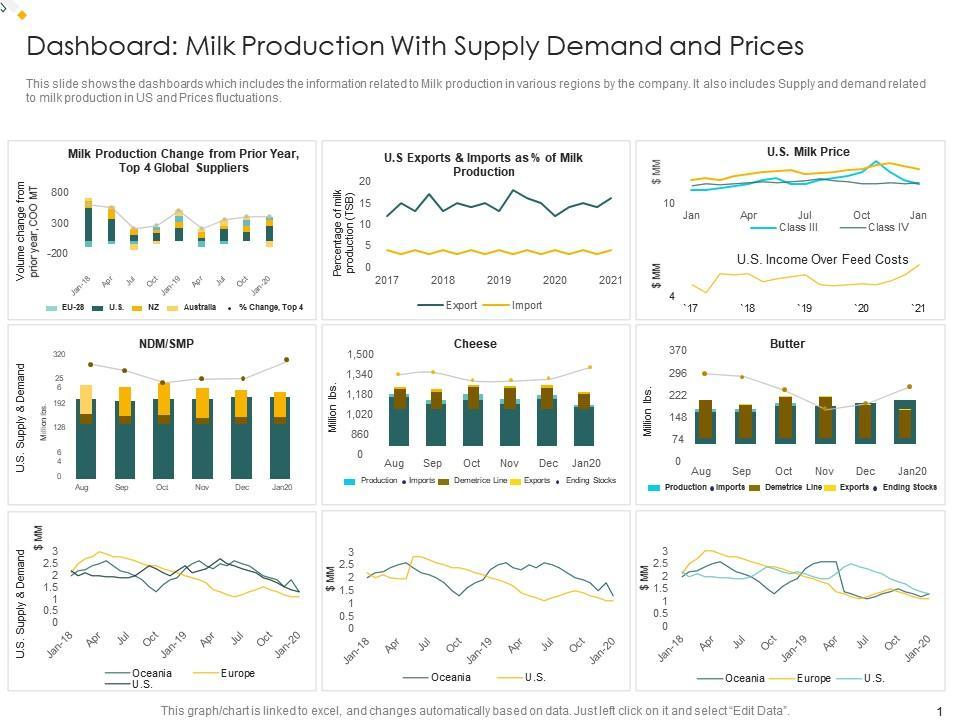 Dashboard: Milk Production With Supply Demand and Prices
This slide shows the dashboards which includes the information related to Milk production in various regions by the company. It also includes Supply and demand related
to milk production in US and Prices fluctuations.
Milk Production Change from Prior Year,
Top 4 Global Suppliers
Volume change from
prior year, COO MT
800
300
-200
Jan-18 Apr Jul Oct Jan-19 Apr Jul Oct Jan-20
EU-28 U.S. NZ Australia % Change, Top 4
U.S Exports & Imports as % of Milk
Production
Percentage of milk
production (TSB)
20
15
10
5
0
2017 2018 2019 2020 2021
Export Import
U.S. Milk Price
$ MM
10
Jan Apr Jul Oct Jan
Class III Class IV
U.S. Income Over Feed Costs
$ MM
4
`17 `18 `19 `20 `21
NDM/SMP
U.S. Supply & Demand
Million lbs.
320
25
6
192
128
6
4
0
Aug Sep Oct Nov Dec Jan20
Cheese
Million lbs.
1,500
1,340
1,180
1,020
860
0
Aug Sep Oct Nov Dec Jan20
Production Imports Demetrice Line Exports Ending Stocks
Butter
Million lbs.
370
296
222
148
74
0
Aug Sep Oct Nov Dec Jan20
Production Imports Demetrice Line Exports Ending Stocks
U.S. Supply & Demand
$ MM
3
2.5
2
1.5
1
0.5
0
Jan-18 Apr Jul Oct Jan-19 Apr Jul Oct Jan-20
Oceania Europe
U.S.
$ MM
3
2.5
2
1.5
1
0.5
0
Jan-18 Apr Jul Oct Jan-19 Apr Jul Oct Jan-20
Oceania U.S.
$ MM
3
2.5
2
1.5
1
0.5
0
Jan-18 Apr Jul Oct Jan-19 Apr Jul Oct Jan-20
Oceania Europe U.S.
This graph/chart is linked to excel, and changes automatically based on data. Just left click on it and select “Edit Data”.
1